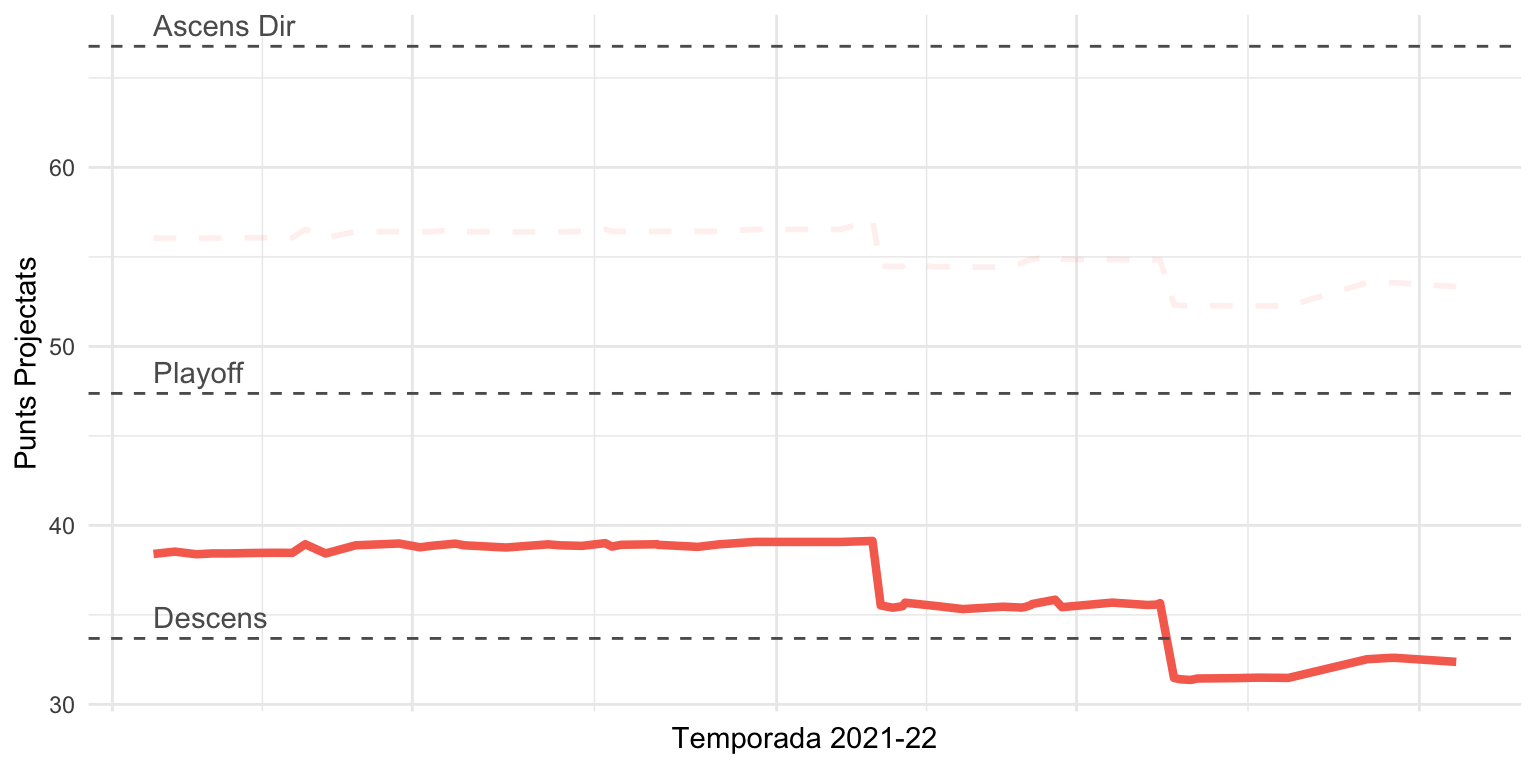 Ascens Dir
60
50
Playoff
40
Descens
30
Punts Projectats
Temporada 2021-22